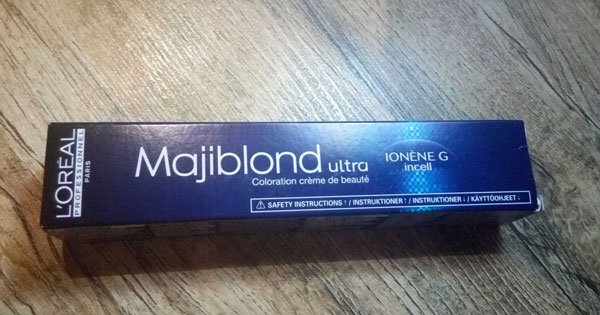 L'ORÉAL
PROFESSIONNEL
PARIS
Majiblond ultra
Coloration crème de beauté
IONÈNE G
incell
⚠ SAFETY INSTRUCTIONS ↑ / INSTRUKTIONER ↑ / INSTRUKTIONER ↓ / KÄYTTÖOHJEET ↓